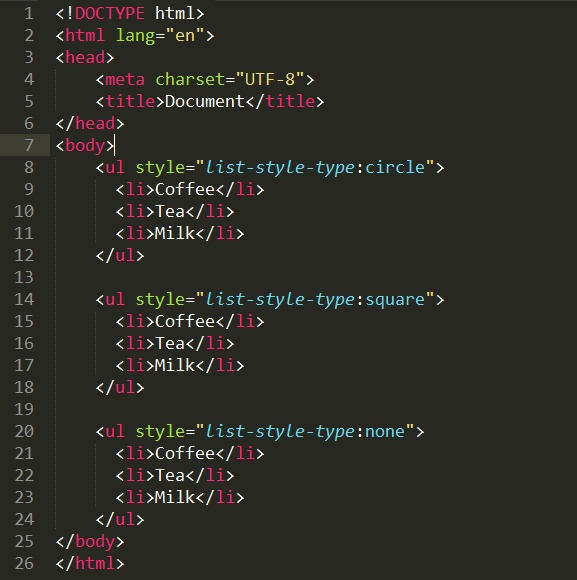 1 <!DOCTYPE html>
2 <html lang="en">
3 <head>
4     <meta charset="UTF-8">
5     <title>Document</title>
6 </head>
7 <body>
8     <ul style="list-style-type:circle">
9       <li>Coffee</li>
10       <li>Tea</li>
11       <li>Milk</li>
12     </ul>
13
14     <ul style="list-style-type:square">
15       <li>Coffee</li>
16       <li>Tea</li>
17       <li>Milk</li>
18     </ul>
19
20     <ul style="list-style-type:none">
21       <li>Coffee</li>
22       <li>Tea</li>
23       <li>Milk</li>
24     </ul>
25 </body>
26 </html>